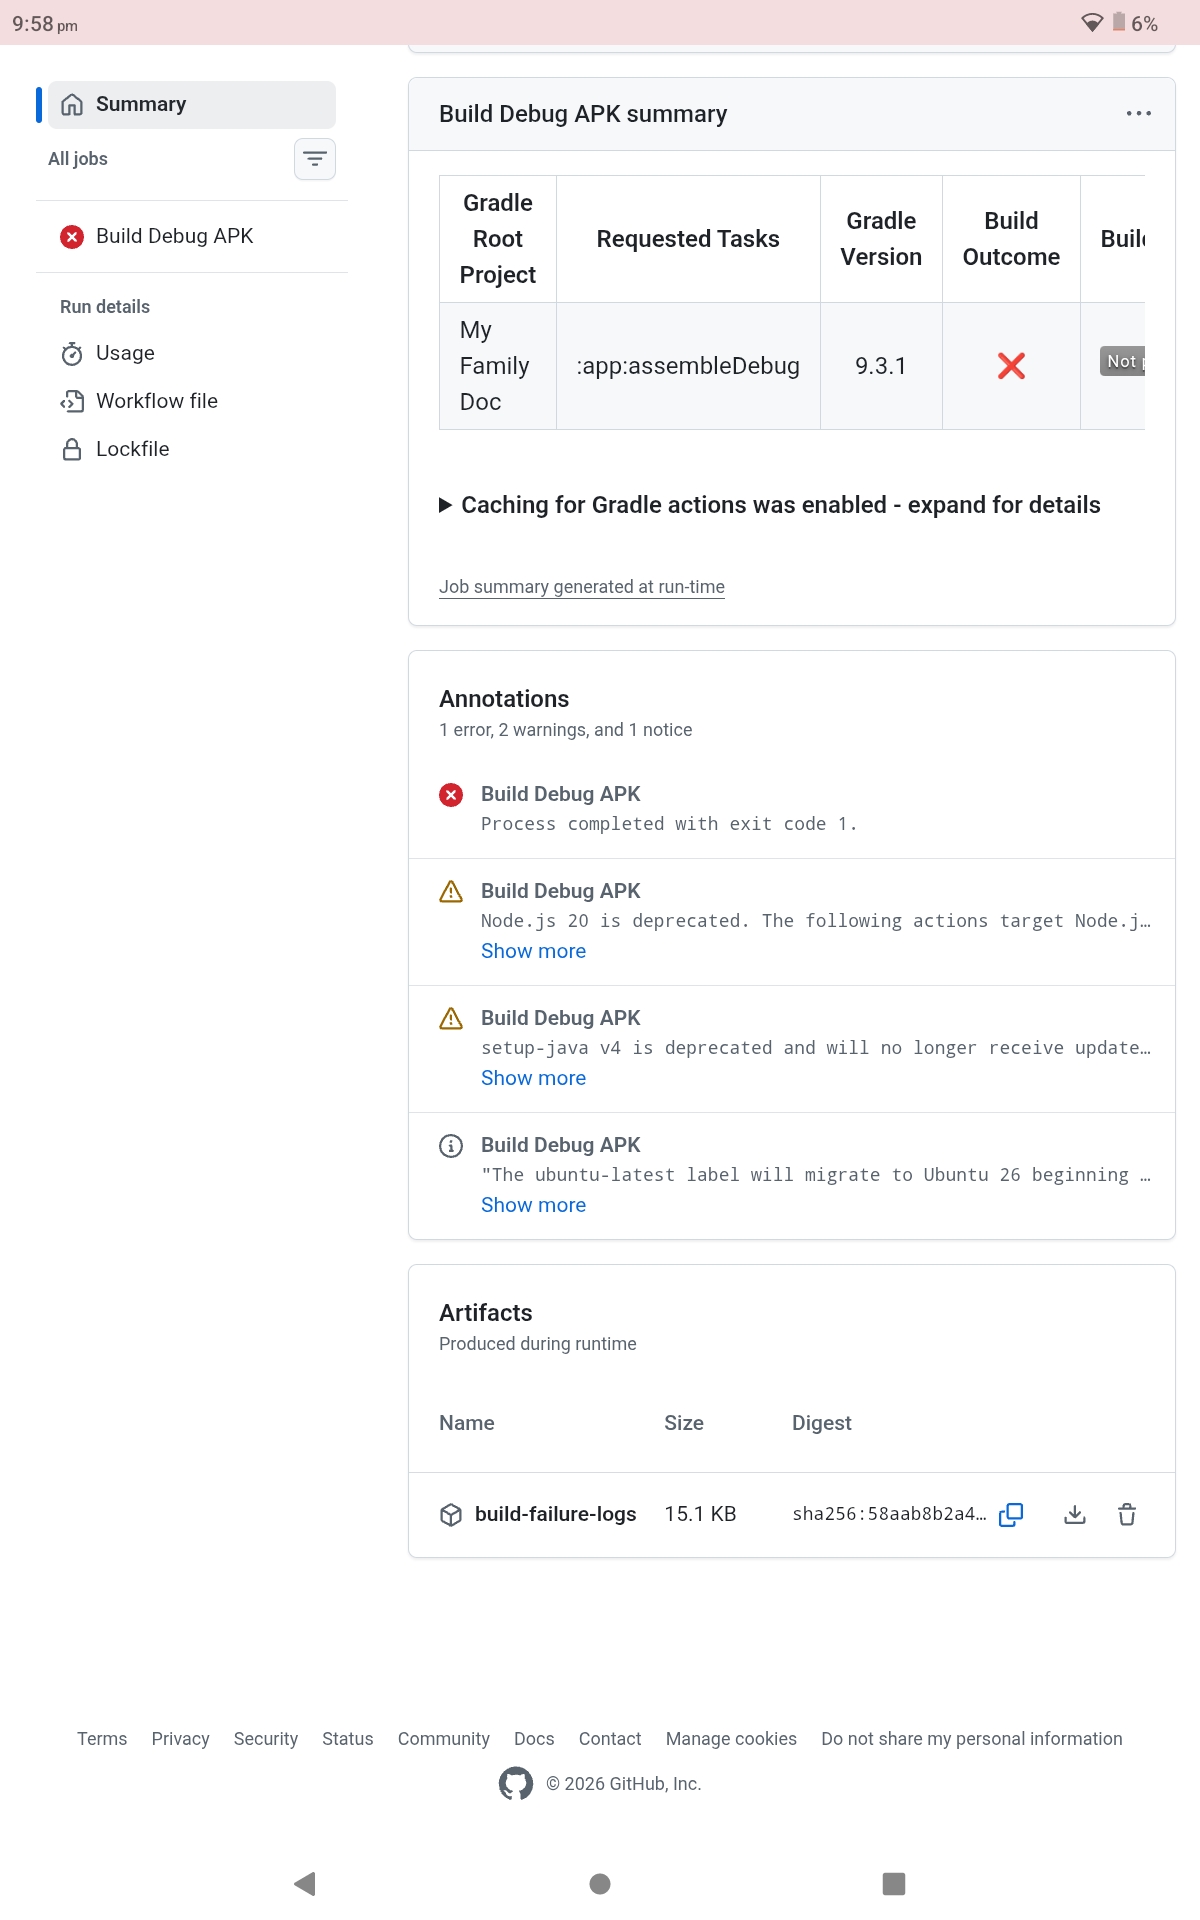 9:58 pm
6%
Summary
All jobs
Build Debug APK
Run details
Usage
Workflow file
Lockfile
Build Debug APK summary
Gradle Root Project
Requested Tasks
Gradle Version
Build Outcome
Build
My Family Doc
:app:assembleDebug
9.3.1
Not
Caching for Gradle actions was enabled - expand for details
Job summary generated at run-time
Annotations
1 error, 2 warnings, and 1 notice
Build Debug APK
Process completed with exit code 1.
Build Debug APK
Node.js 20 is deprecated. The following actions target Node.j…
Show more
Build Debug APK
setup-java v4 is deprecated and will no longer receive update…
Show more
Build Debug APK
"The ubuntu-latest label will migrate to Ubuntu 26 beginning …
Show more
Artifacts
Produced during runtime
Name Size Digest
build-failure-logs 15.1 KB sha256:58aab8b2a4…
Terms Privacy Security Status Community Docs Contact Manage cookies Do not share my personal information
© 2026 GitHub, Inc.